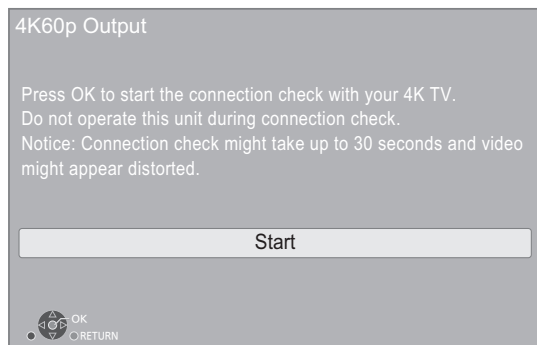 4K60p Output
Press OK to start the connection check with your 4K TV.
Do not operate this unit during connection check.
Notice: Connection check might take up to 30 seconds and video
might appear distorted.
Start
OK
RETURN